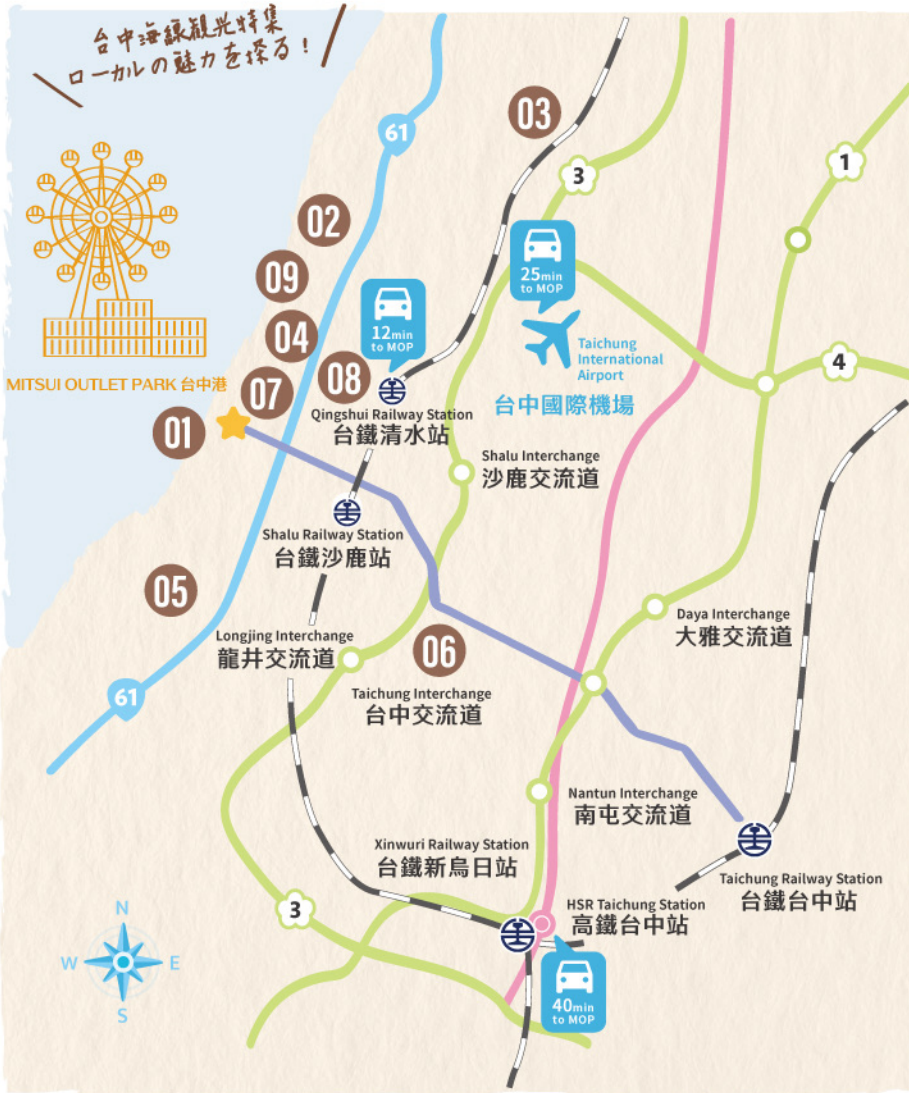 台中海線観光特集
ローカルの魅力を探る!
61
03
3
1
02
25min
to MOP
09
12min
to MOP
04
Taichung
International
Airport
台中國際機場
4
MITSUI OUTLET PARK 台中港
07
08
01
Qingshui Railway Station
台鐵清水站
Shalu Interchange
沙鹿交流道
Shalu Railway Station
台鐵沙鹿站
05
Daya Interchange
大雅交流道
Longjing Interchange
龍井交流道
06
61
Taichung Interchange
台中交流道
Nantun Interchange
南屯交流道
Xinwuri Railway Station
台鐵新烏日站
Taichung Railway Station
台鐵台中站
3
HSR Taichung Station
高鐵台中站
N
W
E
S
40min
to MOP